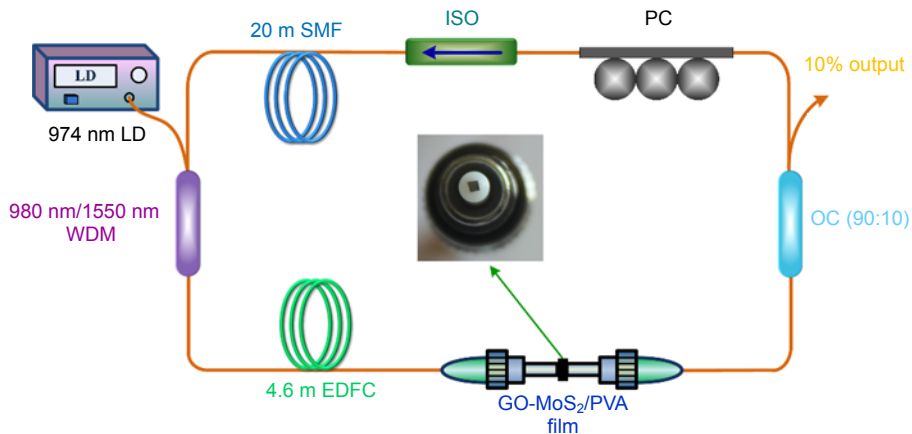 20 m SMF
ISO
PC
10% output
LD
974 nm LD
980 nm/1550 nm
WDM
OC (90:10)
4.6 m EDFC
GO-MoS₂/PVA
film